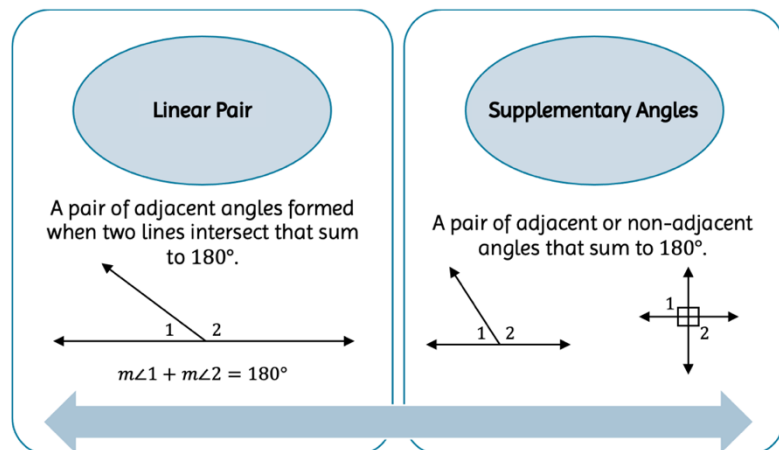 Linear Pair
A pair of adjacent angles formed
when two lines intersect that sum
to 180°.
1 2
m∠1 + m∠2 = 180°
Supplementary Angles
A pair of adjacent or non-adjacent
angles that sum to 180°.
1 2
1
2